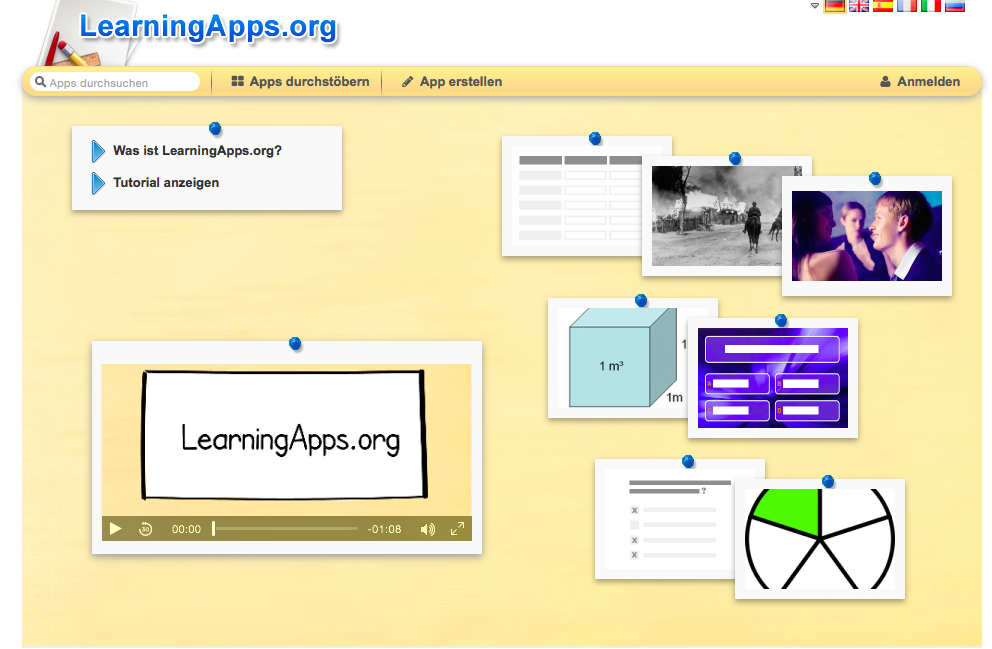 LearningApps.org
Apps durchsuchen
Apps durchstöbern
App erstellen
Anmelden
Was ist LearningApps.org?
Tutorial anzeigen
1 m³
1m
LearningApps.org
30
00:00
-01:08
A
B
C
D
?
x
x
x